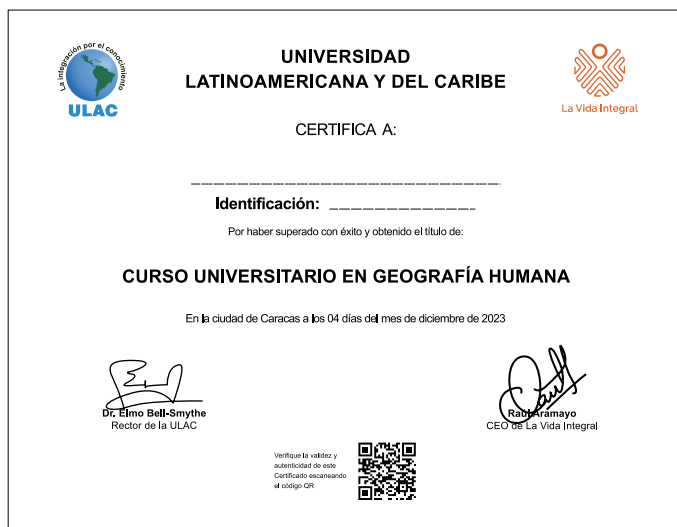 La integración por el conocimiento
ULAC
UNIVERSIDAD
LATINOAMERICANA Y DEL CARIBE
La Vida Integral
CERTIFICA A:
Identificación:
Por haber superado con éxito y obtenido el título de:
CURSO UNIVERSITARIO EN GEOGRAFÍA HUMANA
En la ciudad de Caracas a los 04 días del mes de diciembre de 2023
Dr. Elmo Bell-Smythe
Rector de la ULAC
Raúl Aramayo
CEO de La Vida Integral
Verifique la validez y
autenticidad de este
Certificado escaneando
el código QR